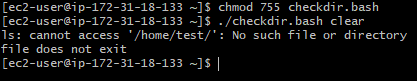 [ec2-user@ip-172-31-18-133 ~]$ chmod 755 checkdir.bash
[ec2-user@ip-172-31-18-133 ~]$ ./checkdir.bash clear
ls: cannot access '/home/test/': No such file or directory
file does not exit
[ec2-user@ip-172-31-18-133 ~]$